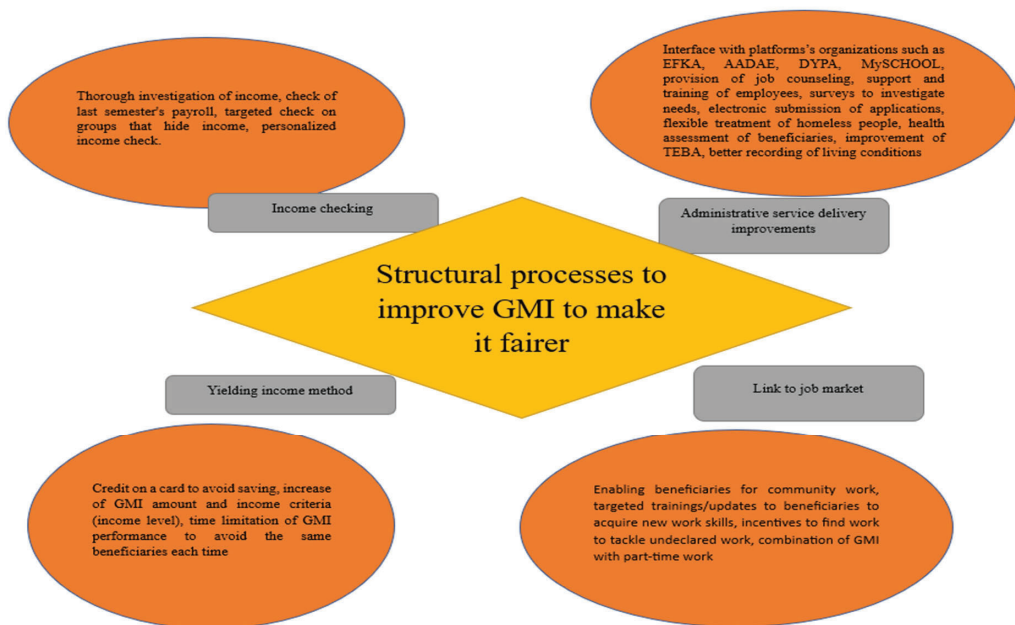 Thorough investigation of income, check of
last semester's payroll, targeted check on
groups that hide income, personalized
income check.
Income checking
Interface with platforms's organizations such as
EFKA, AADAE, DYPA, MySCHOOL,
provision of job counseling, support and
training of employees, surveys to investigate
needs, electronic submission of applications,
flexible treatment of homeless people, health
assessment of beneficiaries, improvement of
TEBA, better recording of living conditions
Administrative service delivery
improvements
Structural processes to
improve GMI to make
it fairer
Yielding income method
Credit on a card to avoid saving, increase
of GMI amount and income criteria
(income level), time limitation of GMI
performance to avoid the same
beneficiaries each time
Link to job market
Enabling beneficiaries for community work,
targeted trainings/updates to beneficiaries to
acquire new work skills, incentives to find work
to tackle undeclared work, combination of GMI
with part-time work